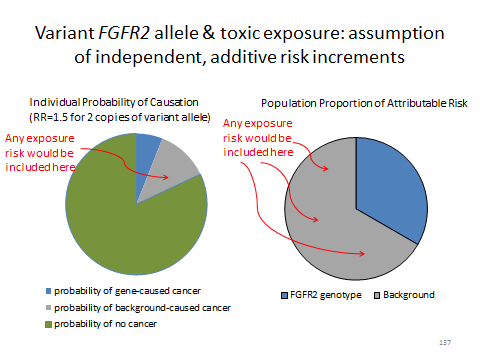 Variant FGFR2 allele & toxic exposure: assumption
of independent, additive risk increments
Individual Probability of Causation
(RR=1.5 for 2 copies of variant allele)
Any exposure
risk would be
included here
probability of gene-caused cancer
probability of background-caused cancer
probability of no cancer
Population Proportion of Attributable Risk
Any exposure
risk would be
included here
FGFR2 genotype
Background
137